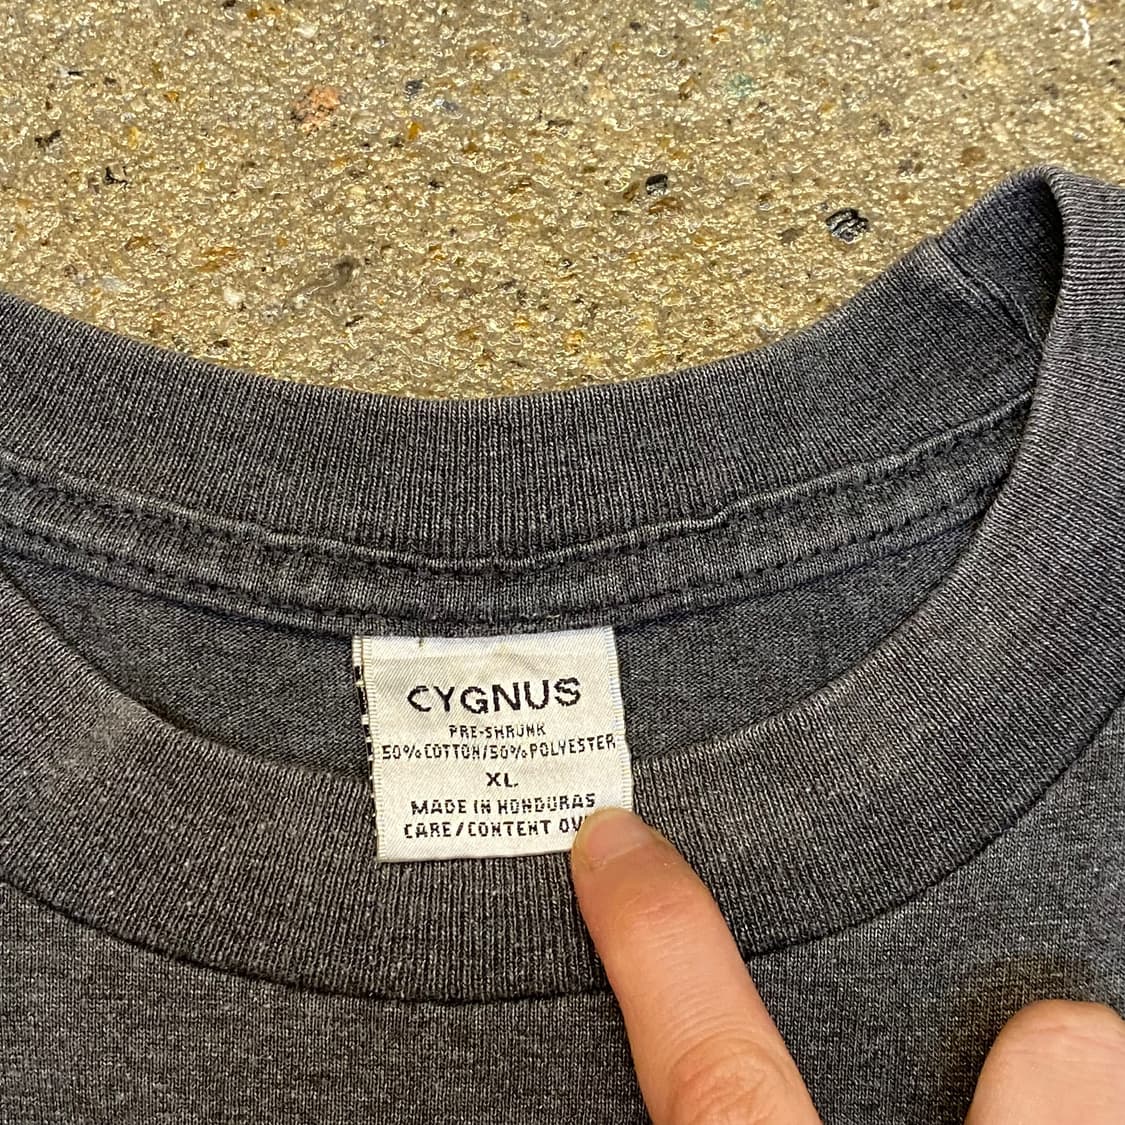 CYGNUS
PRE-SHRUNK
50% COTTON/50% POLYESTER
XL
MADE IN HONDURAS
CARE/CONTENT